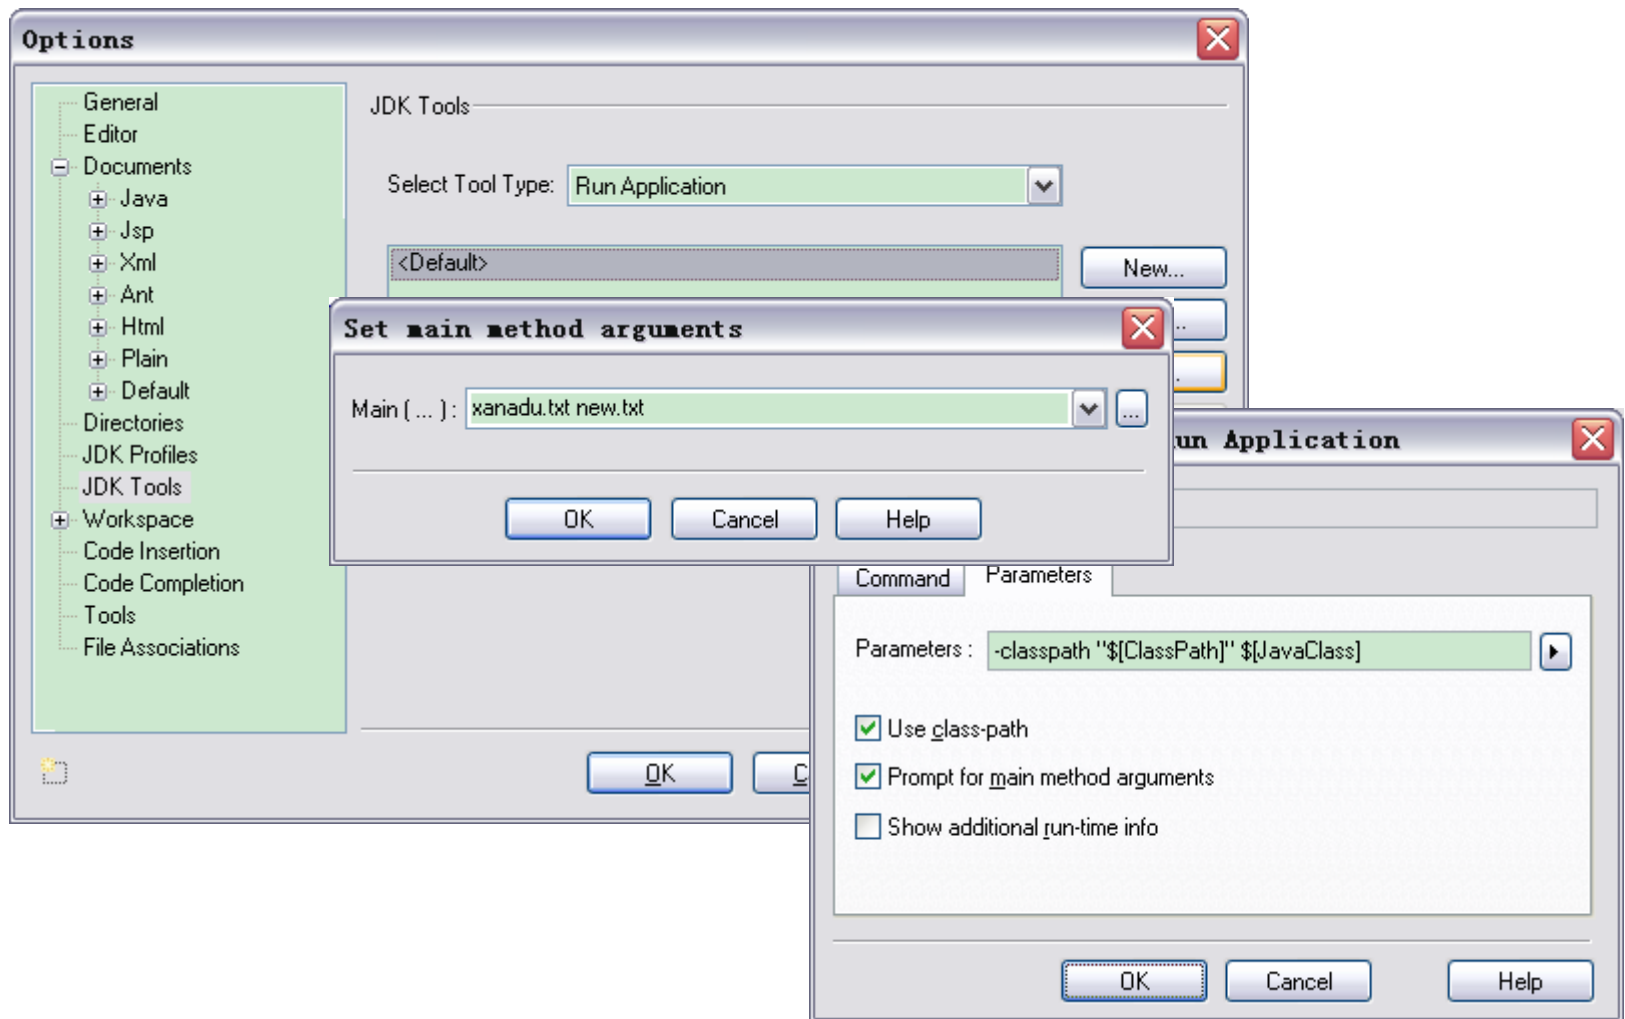 Options
General
Editor
Documents
Java
Jsp
Xml
Ant
Html
Plain
Default
Directories
JDK Profiles
JDK Tools
Workspace
Code Insertion
Code Completion
Tools
File Associations
JDK Tools
Select Tool Type: Run Application
<Default>
New...
..
.
OK
C
Set main method arguments
Main ( ... ) : xanadu.txt new.txt
...
OK Cancel Help
Run Application
Command Parameters
Parameters : -classpath "$[ClassPath]" $[JavaClass]
Use class-path
Prompt for main method arguments
Show additional run-time info
OK Cancel Help